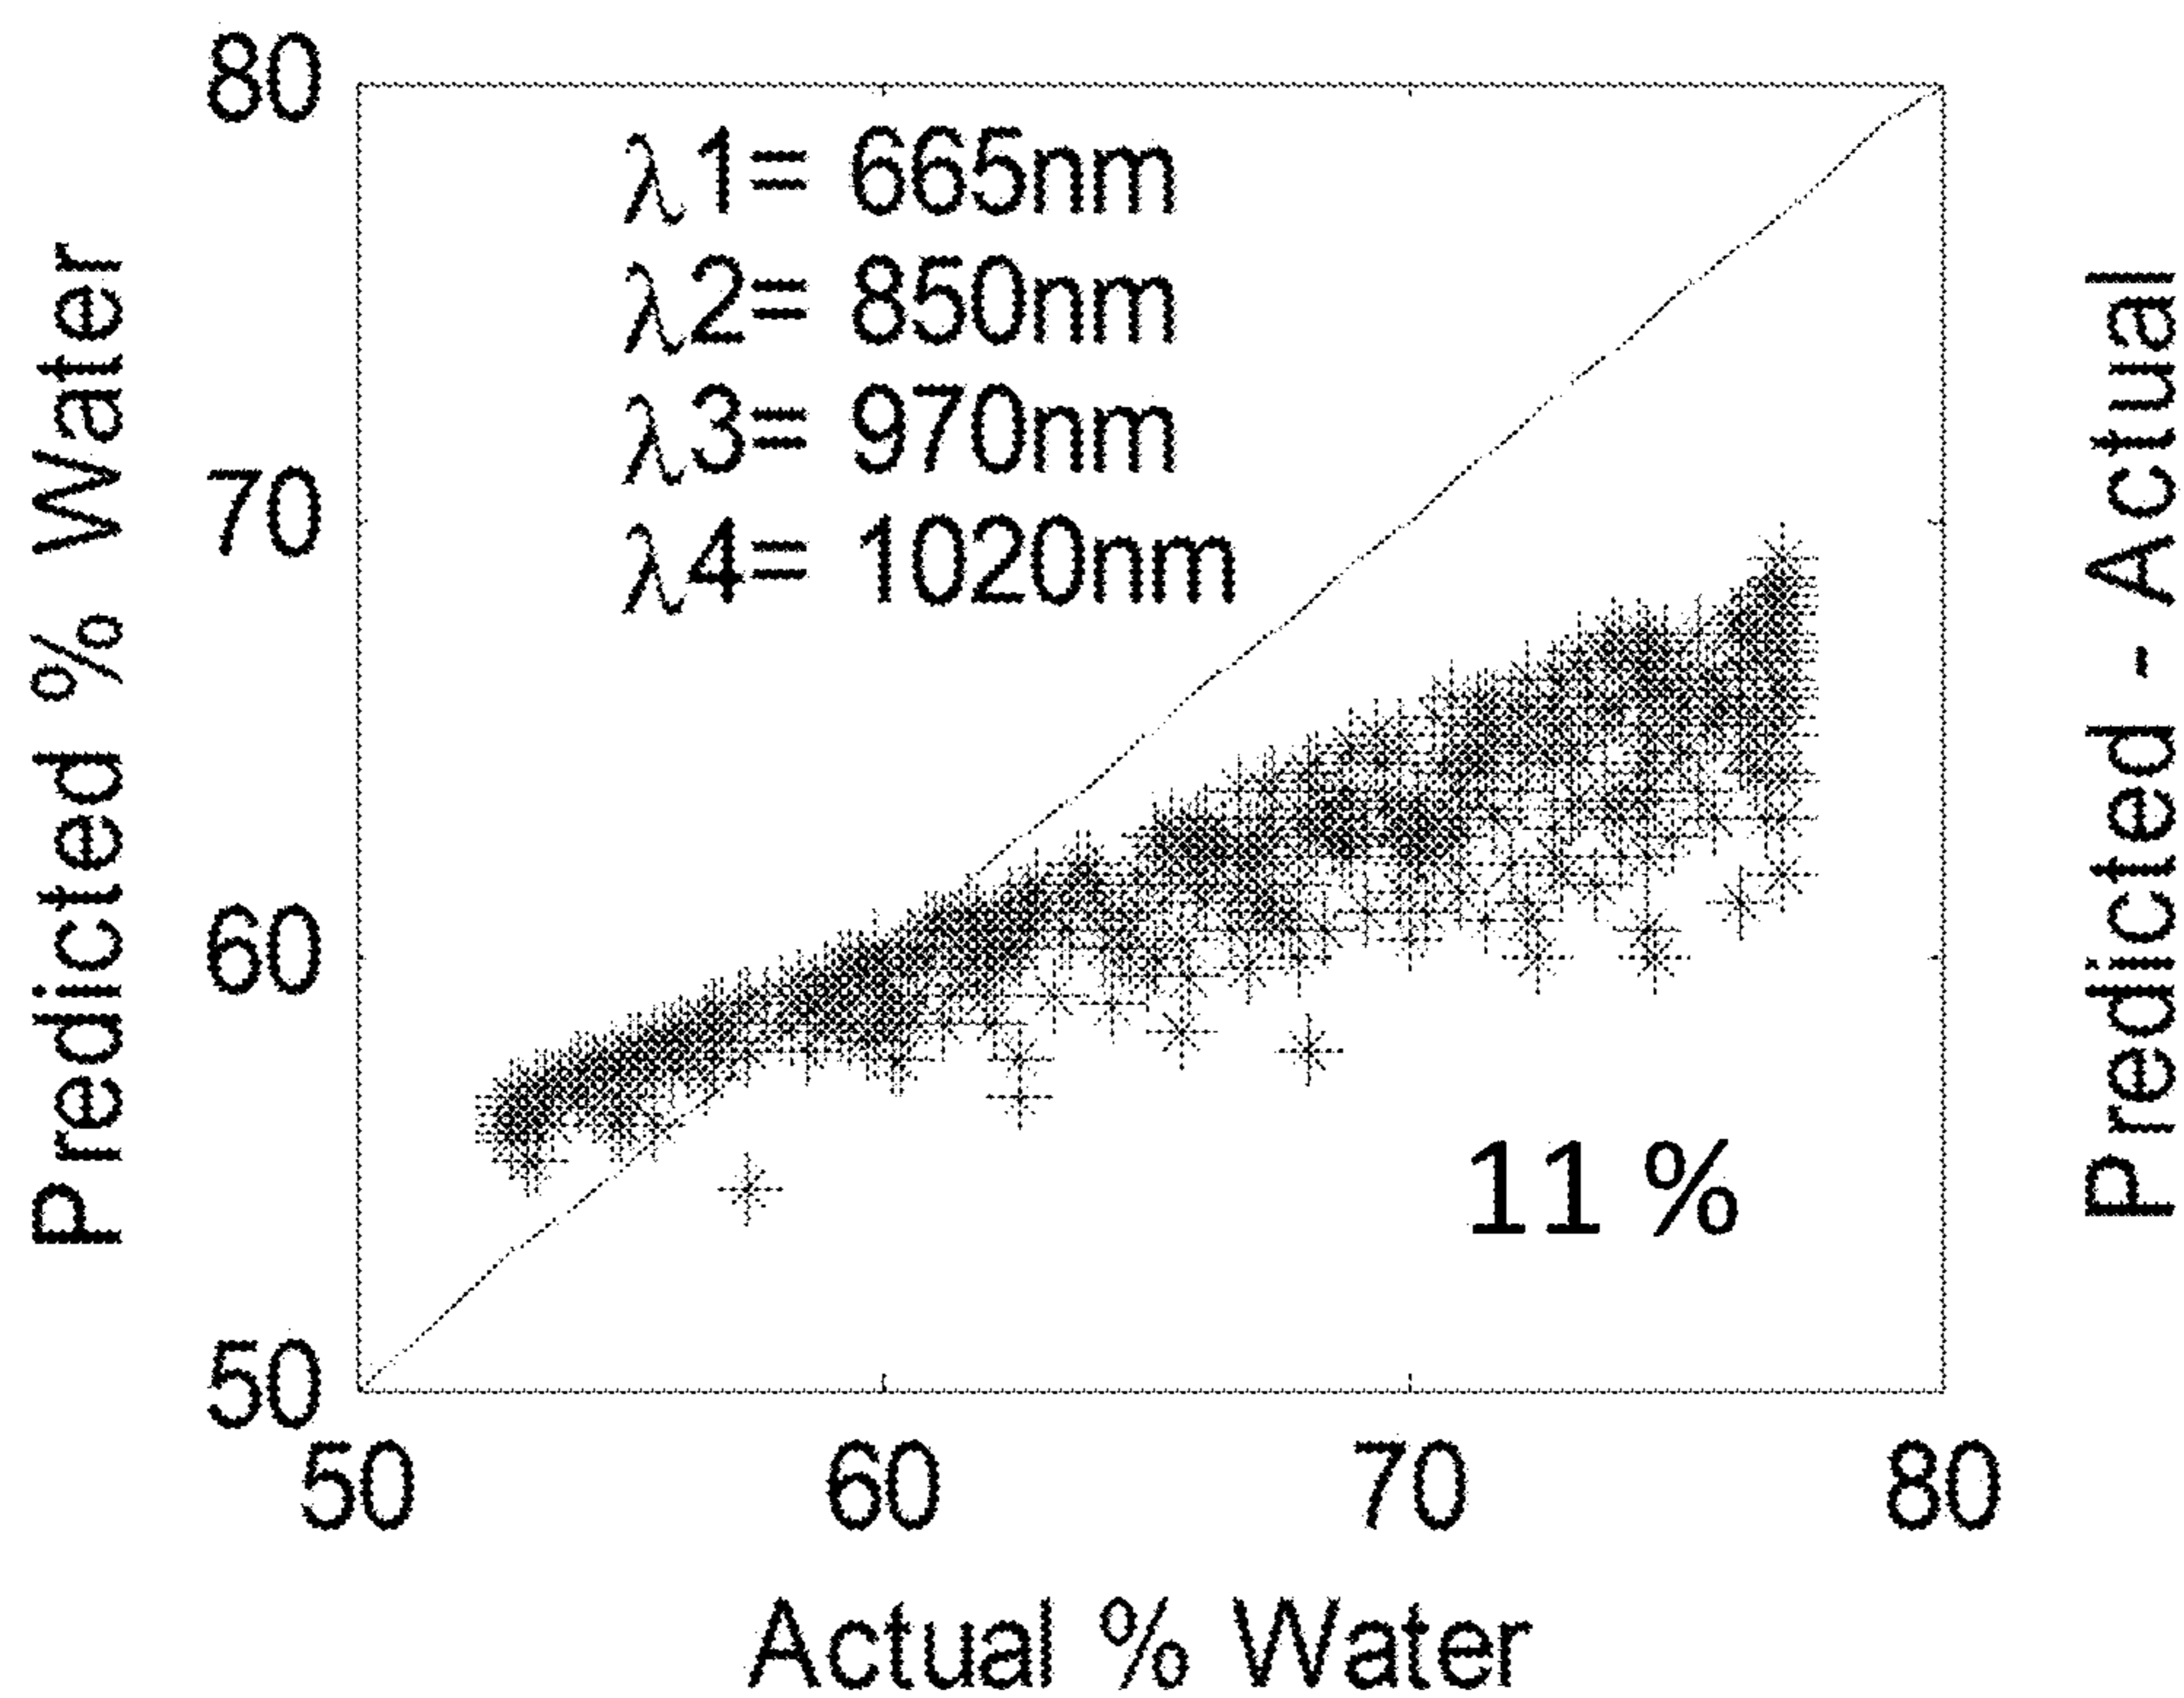 80
70
60
50
Predicted % Water
λ1= 665nm
λ2= 850nm
λ3= 970nm
λ4= 1020nm
11 %
50 60 70 80
Actual % Water
Predicted - Actual